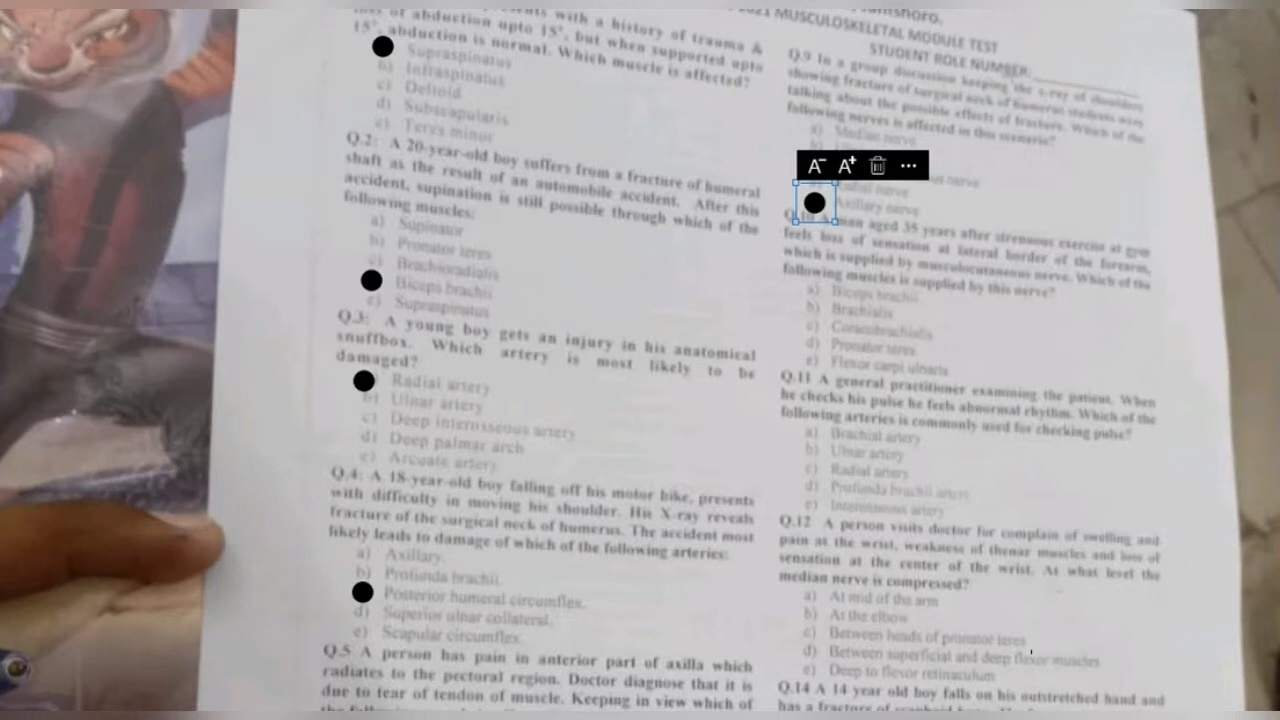 with a history of trauma &
loss of abduction upto 15°, but when supported upto
15°, abduction is normal. Which muscle is affected?
Supraspinatus
b) Infraspinatus
c) Deltoid
d) Subscapularis
e) Teres minor
Q.2: A 20-year-old boy suffers from a fracture of humeral
shaft as the result of an automobile accident. After this
accident, supination is still possible through which of the
following muscles:
a) Supinator
b) Pronator teres
c) Brachioradialis
Biceps brachii
e) Supraspinatus
Q.3: A young boy gets an injury in his anatomical
snuffbox. Which artery is most likely to be
damaged?
Radial artery
b) Ulnar artery
c) Deep interosseous artery
d) Deep palmar arch
e) Arcuate artery
Q.4: A 18-year-old boy falling off his motor bike, presents
with difficulty in moving his shoulder. His X-ray reveals
fracture of the surgical neck of humerus. The accident most
likely leads to damage of which of the following arteries:
a) Axillary.
b) Profunda brachii.
Posterior humeral circumflex.
d) Superior ulnar collateral.
e) Scapular circumflex.
Q.5 A person has pain in anterior part of axilla which
radiates to the pectoral region. Doctor diagnose that it is
due to tear of tendon of muscle. Keeping in view which of
2021 MUSCULOSKELETAL MODULE TEST
STUDENT ROLE NUMBER:
Q.9 In a group discussion keeping the x-ray of shoulder
showing fracture of surgical neck of humerus students were
talking about the possible effects of fracture. Which of the
following nerves is affected in this scenario?
a) Median nerve
nerve
A- A+ ...
Radial nerve
Axillary nerve
Q.10 A man aged 35 years after strenuous exercise at gym
feels loss of sensation at lateral border of the forearm,
which is supplied by musculocutaneous nerve. Which of the
following muscles is supplied by this nerve?
a) Biceps brachii
b) Brachialis
c) Coracobrachialis
d) Pronator teres
e) Flexor carpi ulnaris
Q.11 A general practitioner examining the patient. When
he checks his pulse he feels abnormal rhythm. Which of the
following arteries is commonly used for checking pulse?
a) Brachial artery
b) Ulnar artery
c) Radial artery
d) Profunda brachii artery
e) Interosseous artery
Q.12 A person visits doctor for complain of swelling and
pain at the wrist, weakness of thenar muscles and loss of
sensation at the center of the wrist. At what level the
median nerve is compressed?
a) At mid of the arm
b) At the elbow
c) Between heads of pronator teres
d) Between superficial and deep flexor muscles
e) Deep to flexor retinaculum
Q.14 A 14 year old boy falls on his outstretched hand and
has a fracture of scaphoid